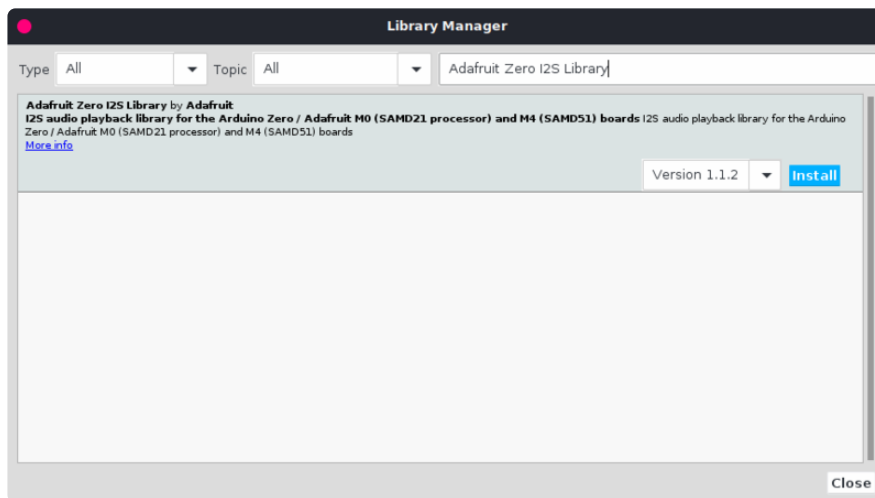 Library Manager
Type All Topic All Adafruit Zero I2S Library
Adafruit Zero I2S Library by Adafruit
I2S audio playback library for the Arduino Zero / Adafruit M0 (SAMD21 processor) and M4 (SAMD51) boards I2S audio playback library for the Arduino
Zero / Adafruit M0 (SAMD21 processor) and M4 (SAMD51) boards
More info
Version 1.1.2 Install
Close